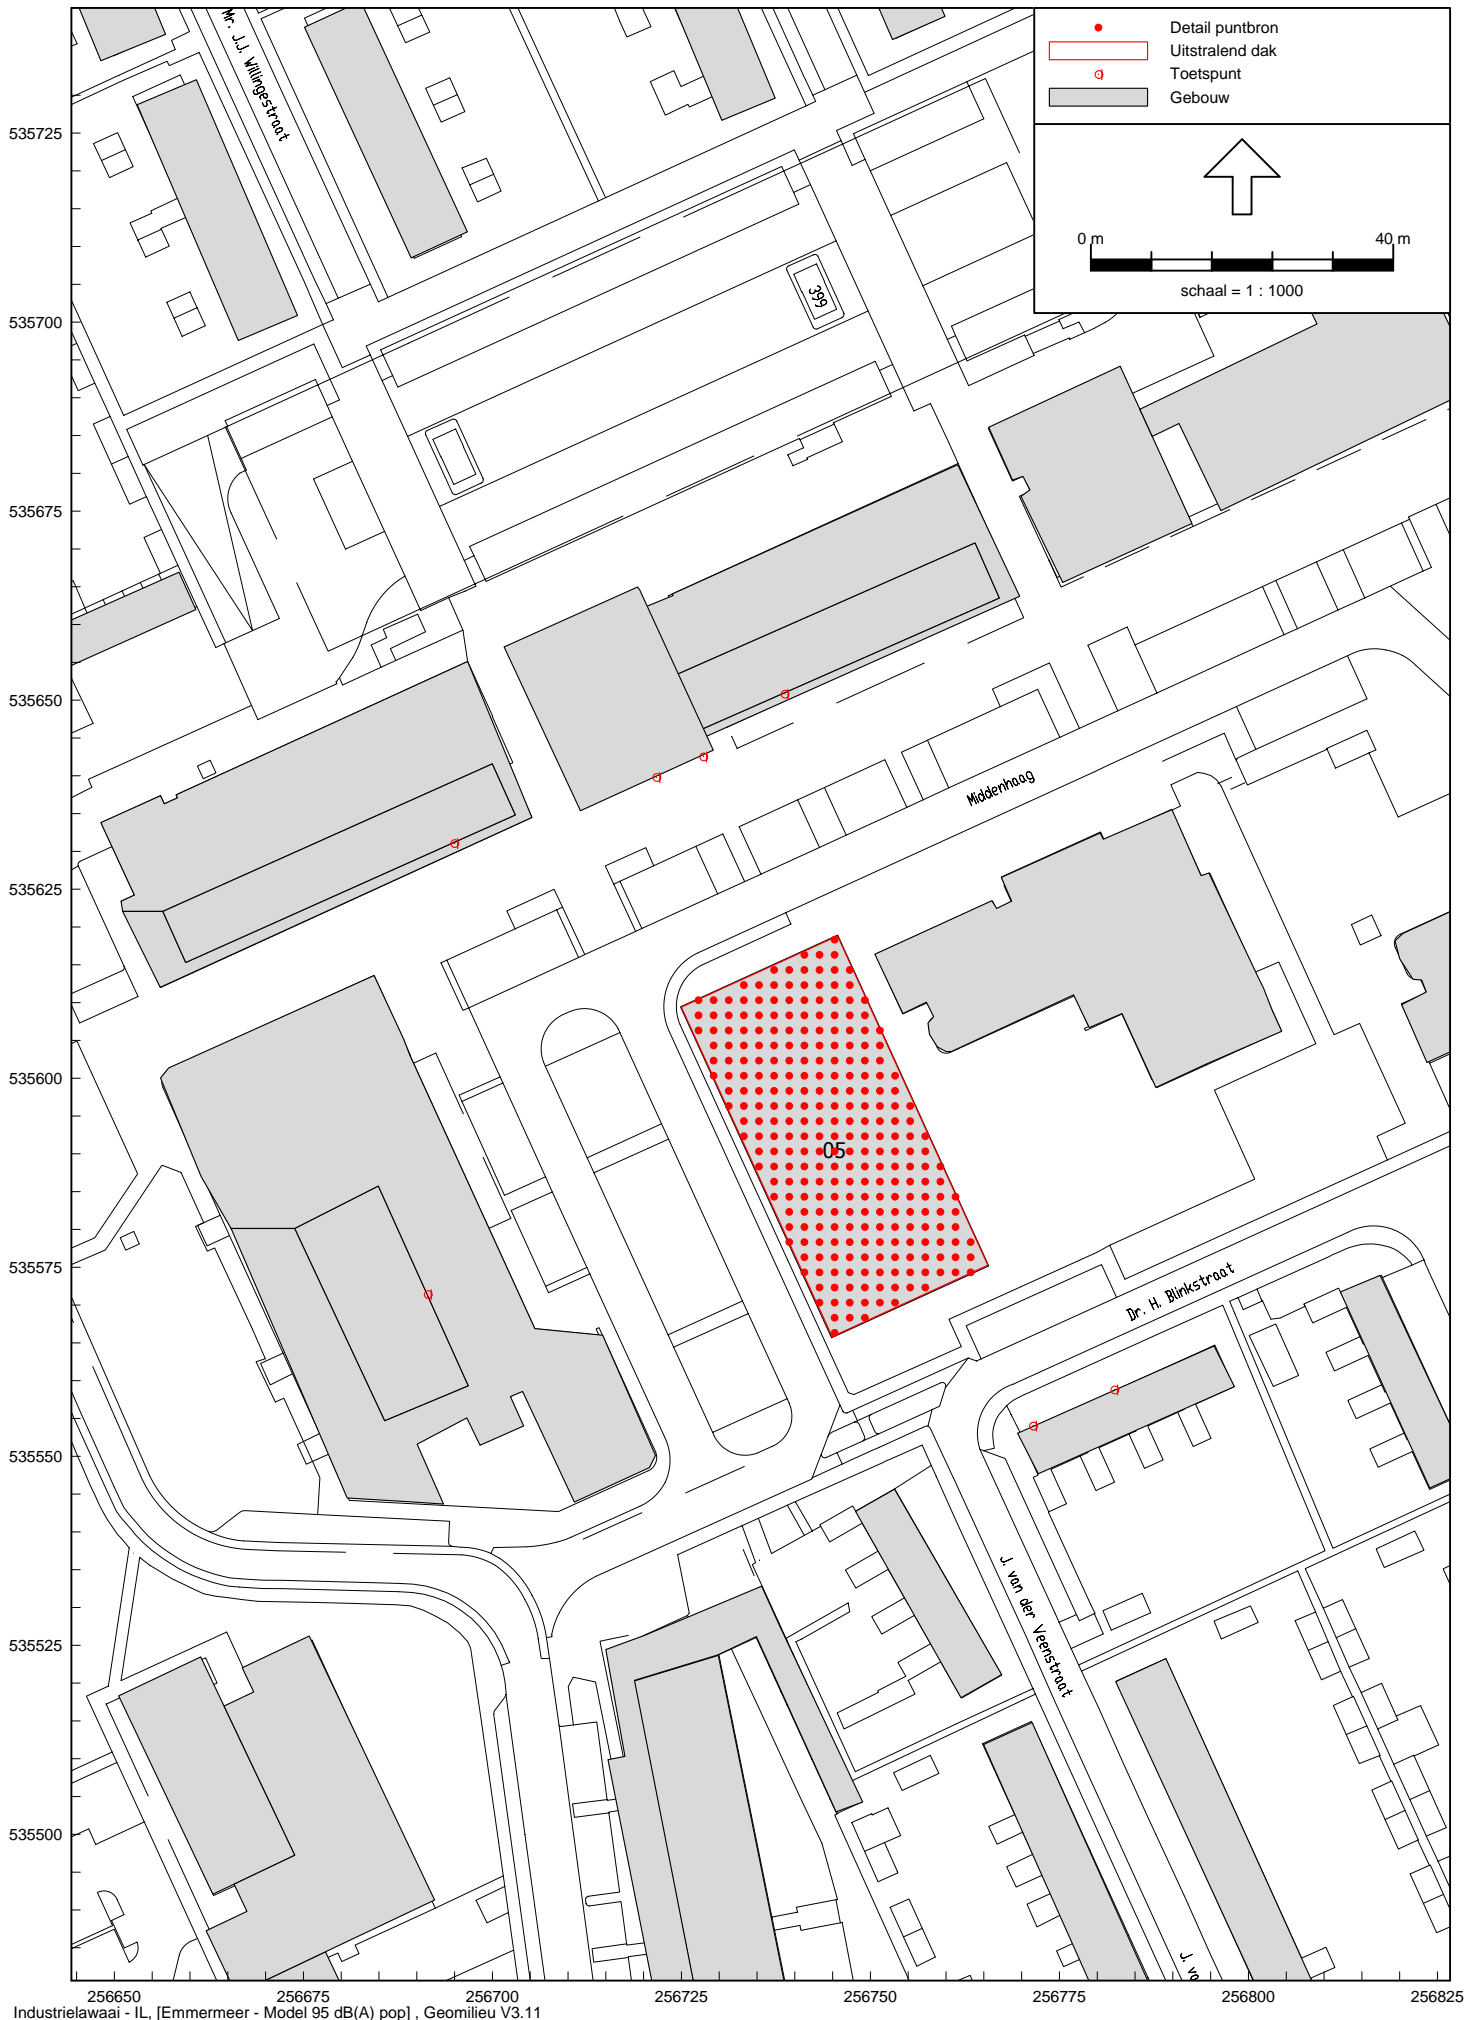 Detail puntbron
Uitstralend dak
Toetspunt
Gebouw
0 m 40 m
schaal = 1 : 1000
Mr. J.J. Willingestraat
399
Middenhaag
05
Dr. H. Blinkstraat
J. van der Veenstraat
J. va
535725
535700
535675
535650
535625
535600
535575
535550
535525
535500
256650 256675 256700 256725 256750 256775 256800 256825
Industrielawaai - IL, [Emmermeer - Model 95 dB(A) pop] , Geomilieu V3.11